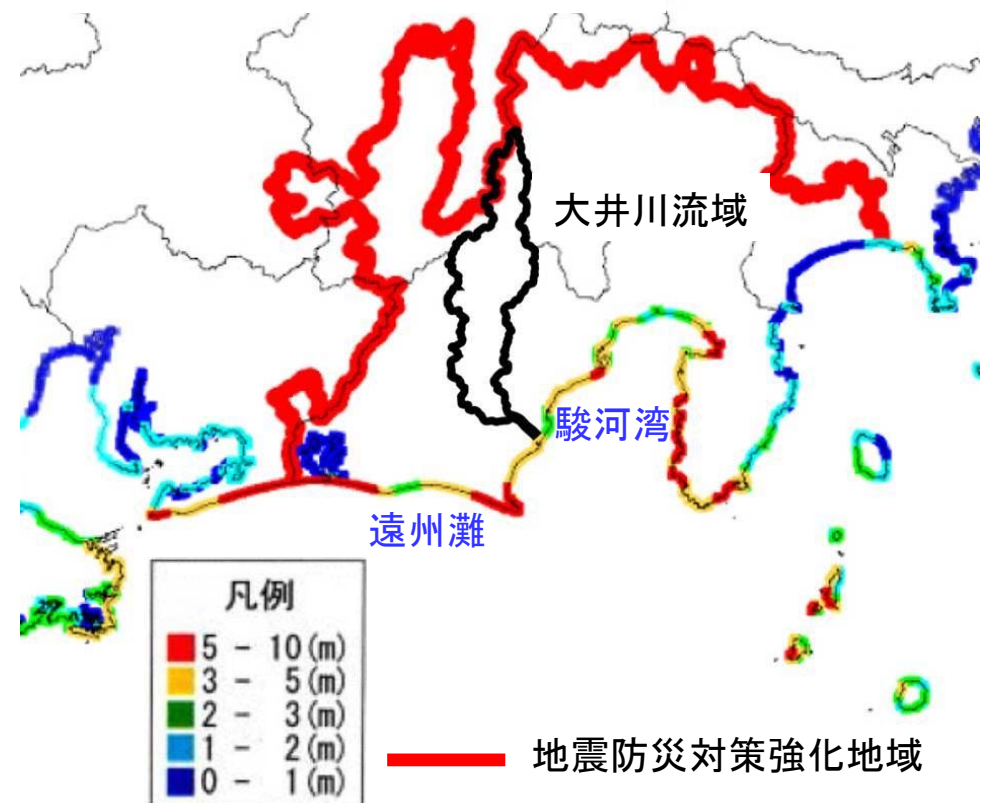 大井川流域
駿河湾
遠州灘
凡例
5 - 10(m)
3 - 5(m)
2 - 3(m)
1 - 2(m)
0 - 1(m)
地震防災対策強化地域